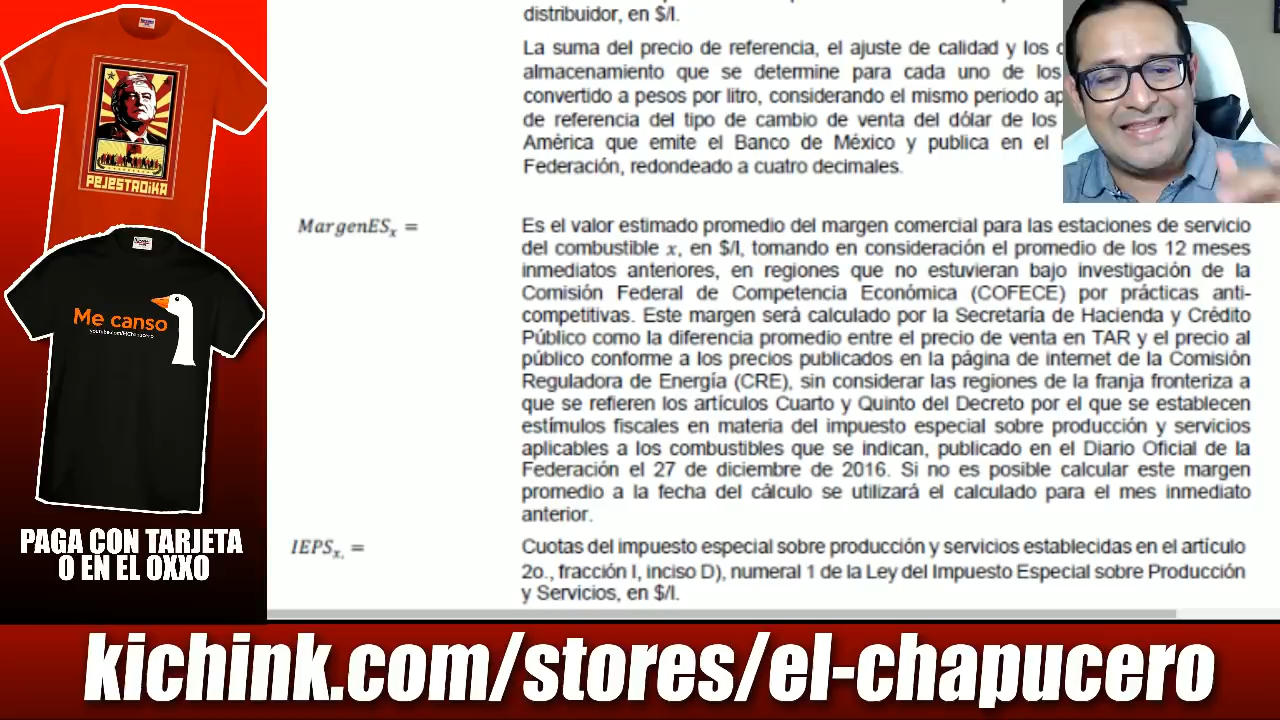 distribuidor, en $/l.
La suma del precio de referencia, el ajuste de calidad y los
almacenamiento que se determine para cada uno de los
convertido a pesos por litro, considerando el mismo periodo
de referencia del tipo de cambio de venta del dólar de los
América que emite el Banco de México y publica en el
Federación, redondeado a cuatro decimales.
MargenESₓ =
Es el valor estimado promedio del margen comercial para las estaciones de servicio
del combustible x, en $/l, tomando en consideración el promedio de los 12 meses
inmediatos anteriores, en regiones que no estuvieran bajo investigación de la
Comisión Federal de Competencia Económica (COFECE) por prácticas anti-
competitivas. Este margen será calculado por la Secretaría de Hacienda y Crédito
Público como la diferencia promedio entre el precio de venta en TAR y el precio al
público conforme a los precios publicados en la página de internet de la Comisión
Reguladora de Energía (CRE), sin considerar las regiones de la franja fronteriza a
que se refieren los artículos Cuarto y Quinto del Decreto por el que se establecen
estímulos fiscales en materia del impuesto especial sobre producción y servicios
aplicables a los combustibles que se indican, publicado en el Diario Oficial de la
Federación el 27 de diciembre de 2016. Si no es posible calcular este margen
promedio a la fecha del cálculo se utilizará el calculado para el mes inmediato
anterior.
IEPSₓ, =
Cuotas del impuesto especial sobre producción y servicios establecidas en el artículo
2o., fracción I, inciso D), numeral 1 de la Ley del Impuesto Especial sobre Producción
y Servicios, en $/l.
PEJESTROIKA
Me canso
PAGA CON TARJETA
O EN EL OXXO
kichink.com/stores/el-chapucero